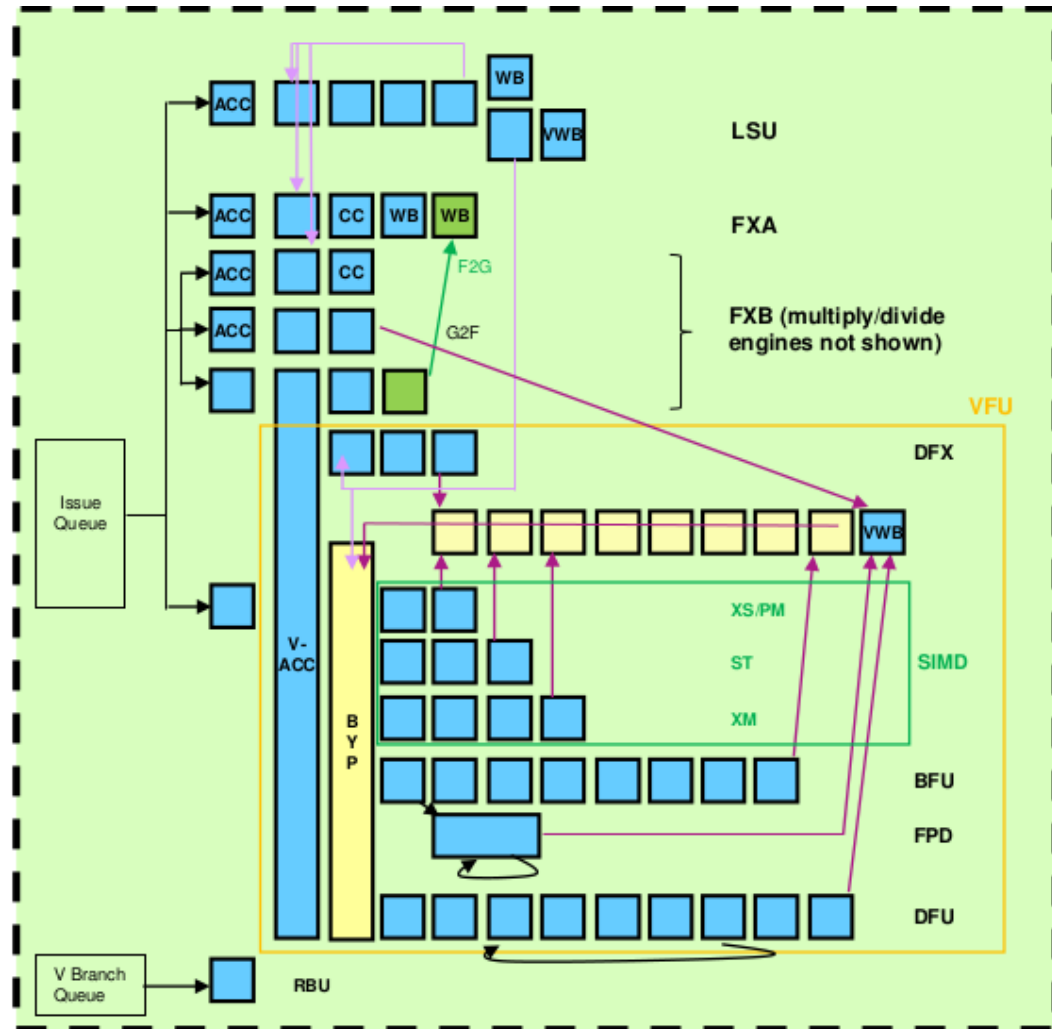 WB
ACC
VWB
LSU
ACC
CC
WB
WB
FXA
ACC
CC
F2G
ACC
G2F
FXB (multiply/divide
engines not shown)
VFU
DFX
Issue
Queue
VWB
XS/PM
V-
ACC
ST
SIMD
B
Y
P
XM
BFU
FPD
DFU
V Branch
Queue
RBU